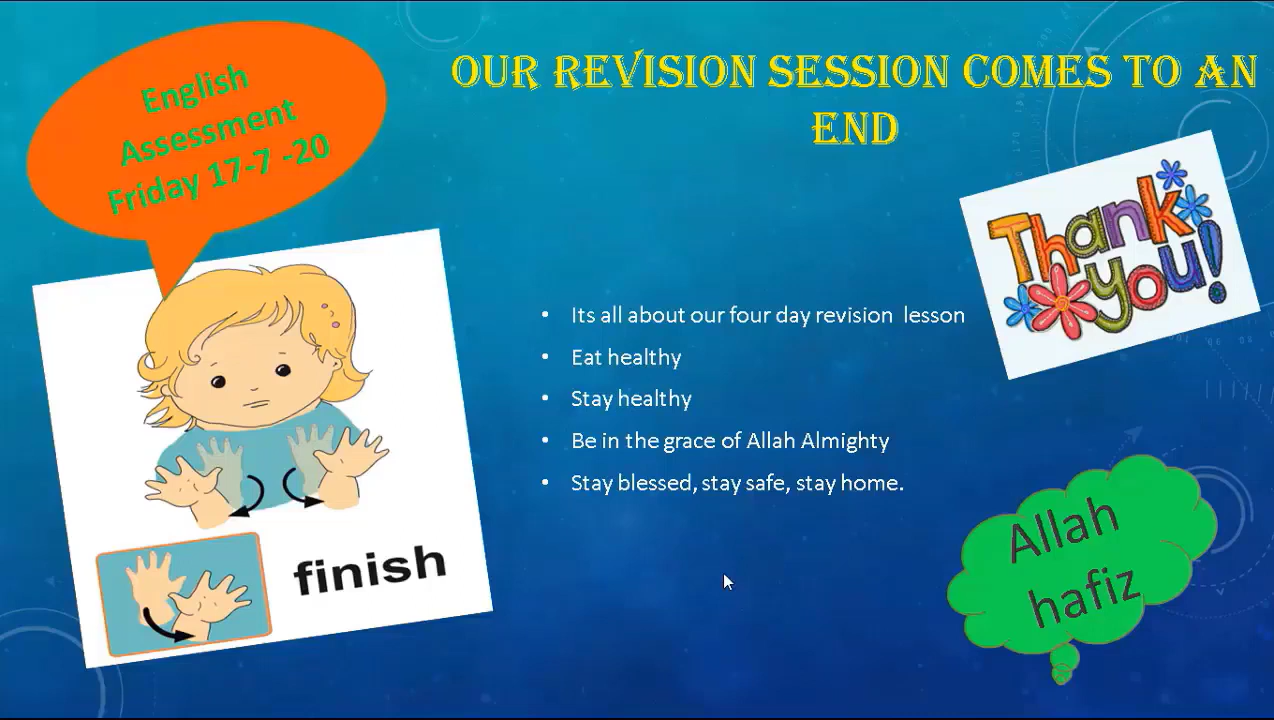 English
Assessment
Friday 17-7 -20
OUR REVISION SESSION COMES TO AN
END
Thank
you!
• Its all about our four day revision lesson
• Eat healthy
• Stay healthy
• Be in the grace of Allah Almighty
• Stay blessed, stay safe, stay home.
finish
Allah
hafiz